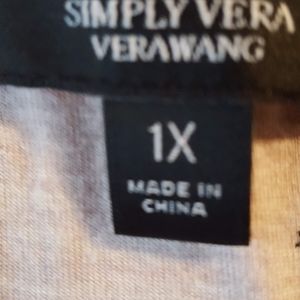 SIMPLY VERA
VERAWANG
1X
MADE IN
CHINA